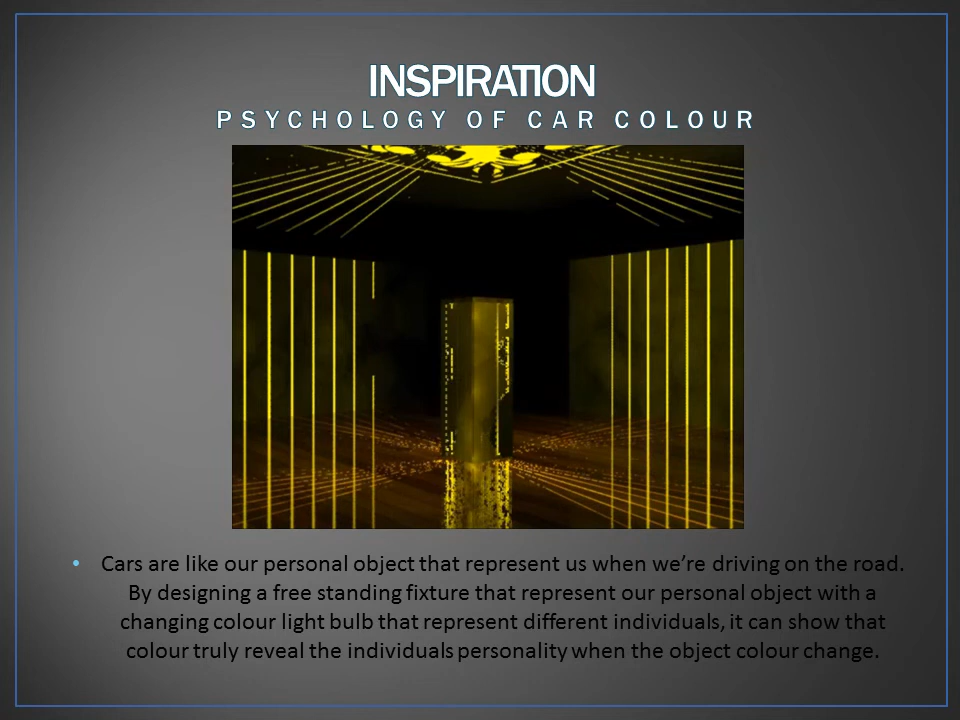 INSPIRATION
PSYCHOLOGY OF CAR COLOUR
• Cars are like our personal object that represent us when we’re driving on the road.
By designing a free standing fixture that represent our personal object with a
changing colour light bulb that represent different individuals, it can show that
colour truly reveal the individuals personality when the object colour change.